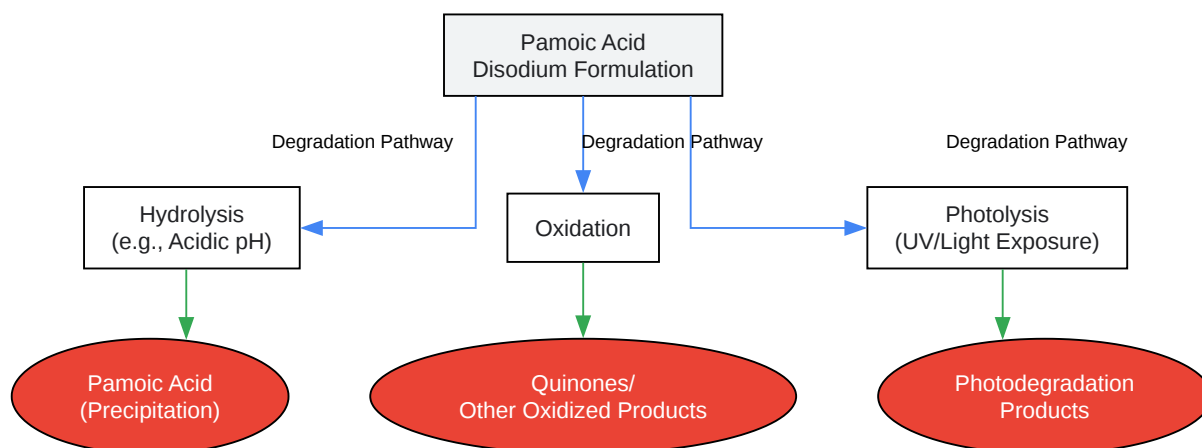 Pamoic Acid
Disodium Formulation
Degradation Pathway
Degradation Pathway
Degradation Pathway
Hydrolysis
(e.g., Acidic pH)
Oxidation
Photolysis
(UV/Light Exposure)
Pamoic Acid
(Precipitation)
Quinones/
Other Oxidized Products
Photodegradation
Products